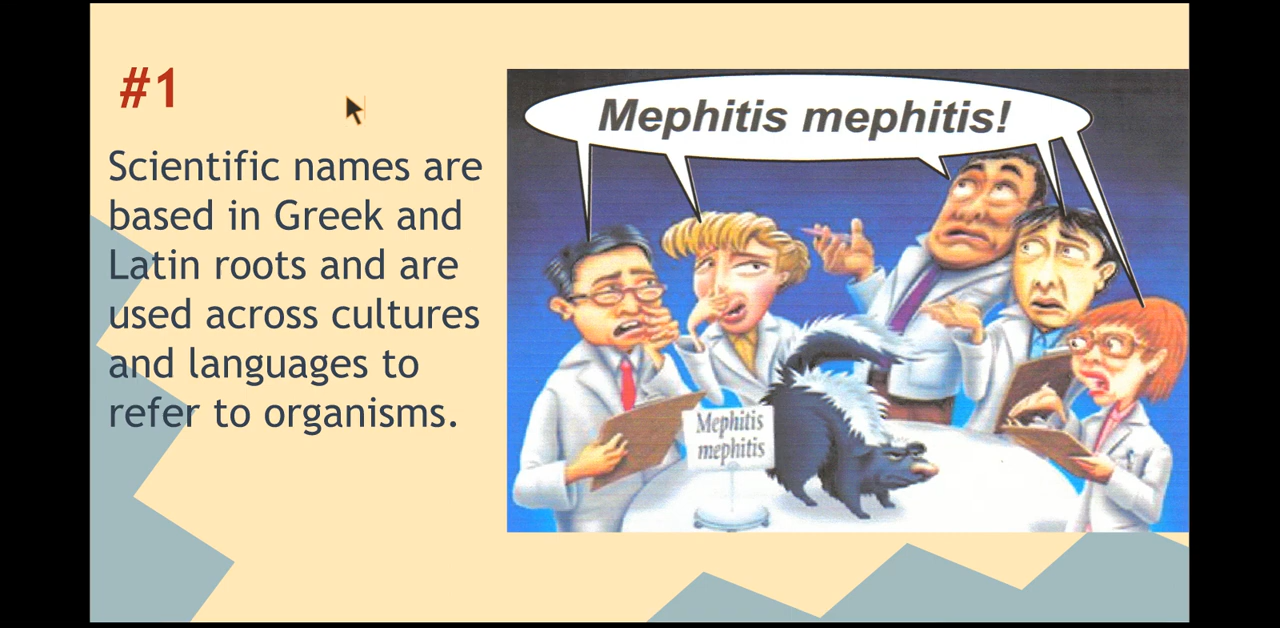 #1
Scientific names are
based in Greek and
Latin roots and are
used across cultures
and languages to
refer to organisms.
Mephitis mephitis!
Mephitis
mephitis